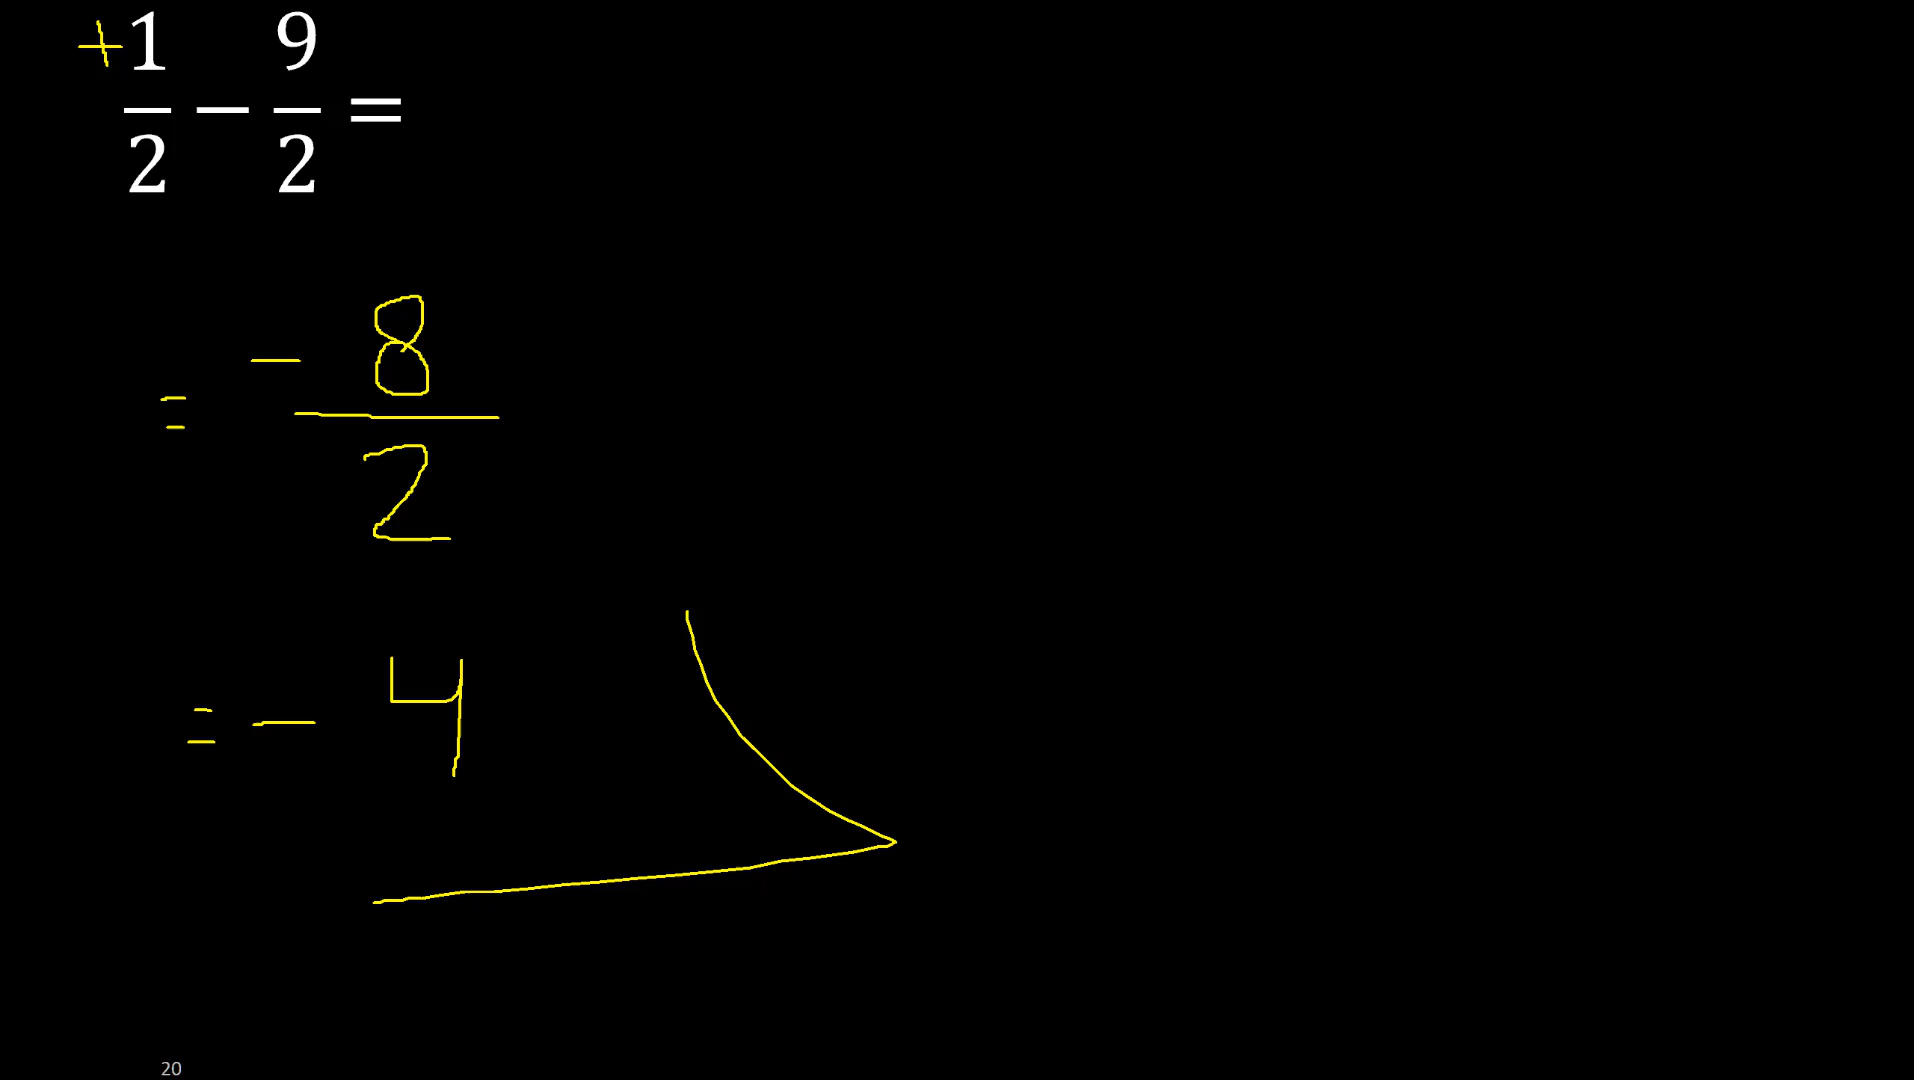 +1/2 − 9/2 =
= −8/2
= − 4
20